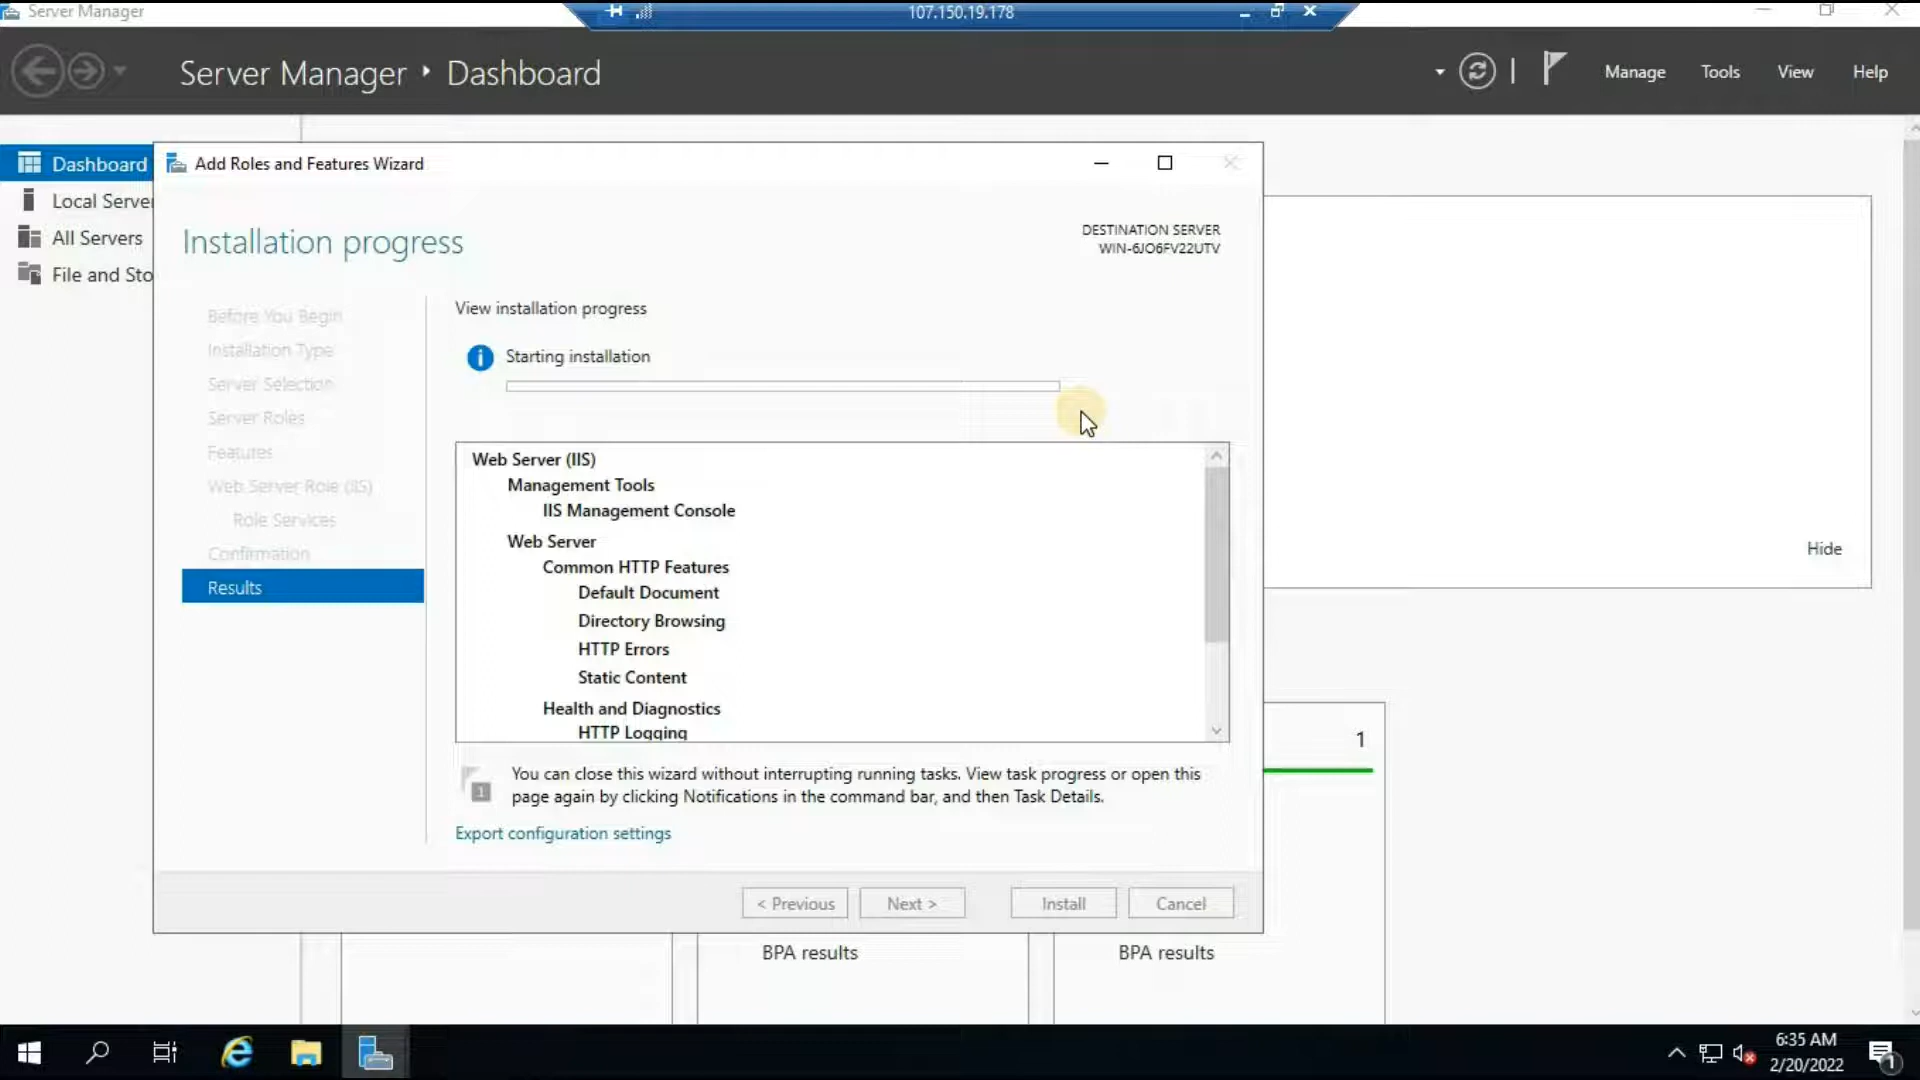 Server Manager
107.150.19.178
Server Manager Dashboard
Manage
Tools
View
Help
Dashboard
Local Server
All Servers
File and Sto
Add Roles and Features Wizard
Installation progress
DESTINATION SERVER
WIN-6JO6FV22UTV
Before You Begin
Installation Type
Server Selection
Server Roles
Features
Web Server Role (IIS)
Role Services
Confirmation
Results
View installation progress
Starting installation
Web Server (IIS)
Management Tools
IIS Management Console
Web Server
Common HTTP Features
Default Document
Directory Browsing
HTTP Errors
Static Content
Health and Diagnostics
HTTP Logging
1
You can close this wizard without interrupting running tasks. View task progress or open this
page again by clicking Notifications in the command bar, and then Task Details.
Export configuration settings
< Previous
Next >
Install
Cancel
Hide
1
BPA results
BPA results
6:35 AM
2/20/2022
1